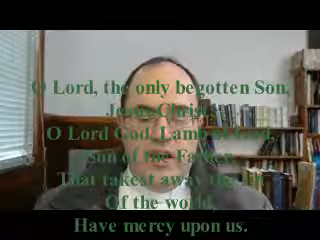 O Lord, the only begotten Son,
Jesus Christ,
O Lord God, Lamb of God,
Son of the Father,
That takest away the
Of the world,
Have mercy upon us.